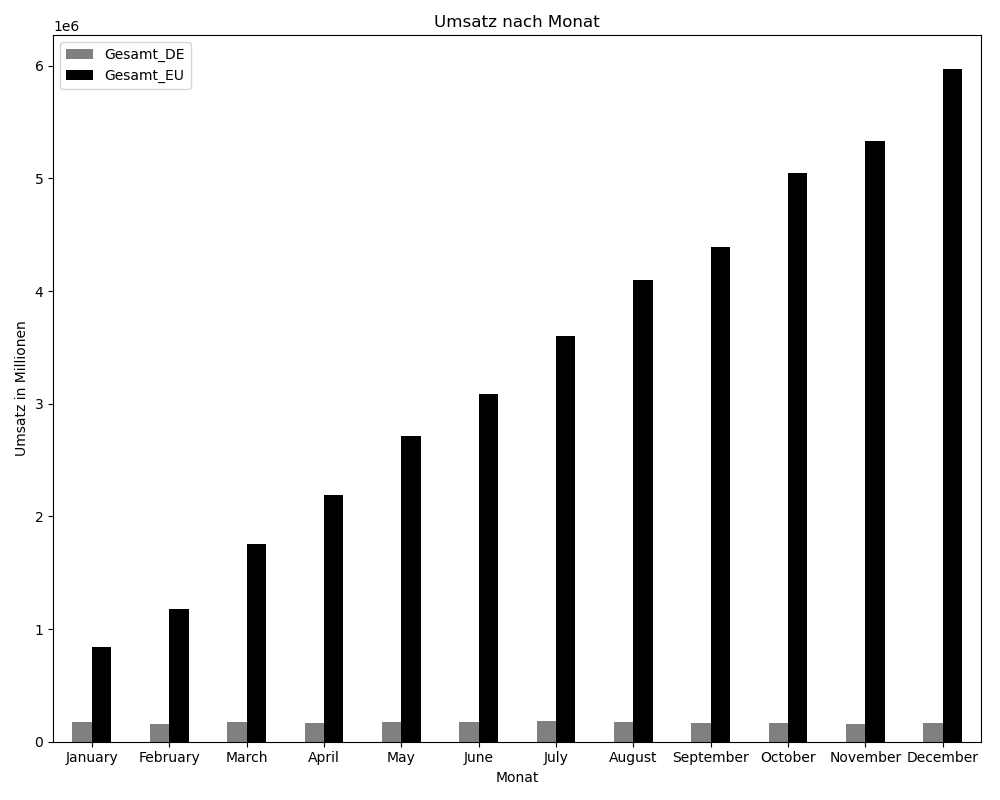 Umsatz nach Monat
1e6
Gesamt_DE
Gesamt_EU
6
5
4
3
2
1
0
Umsatz in Millionen
January February March April May June July August September October November December
Monat